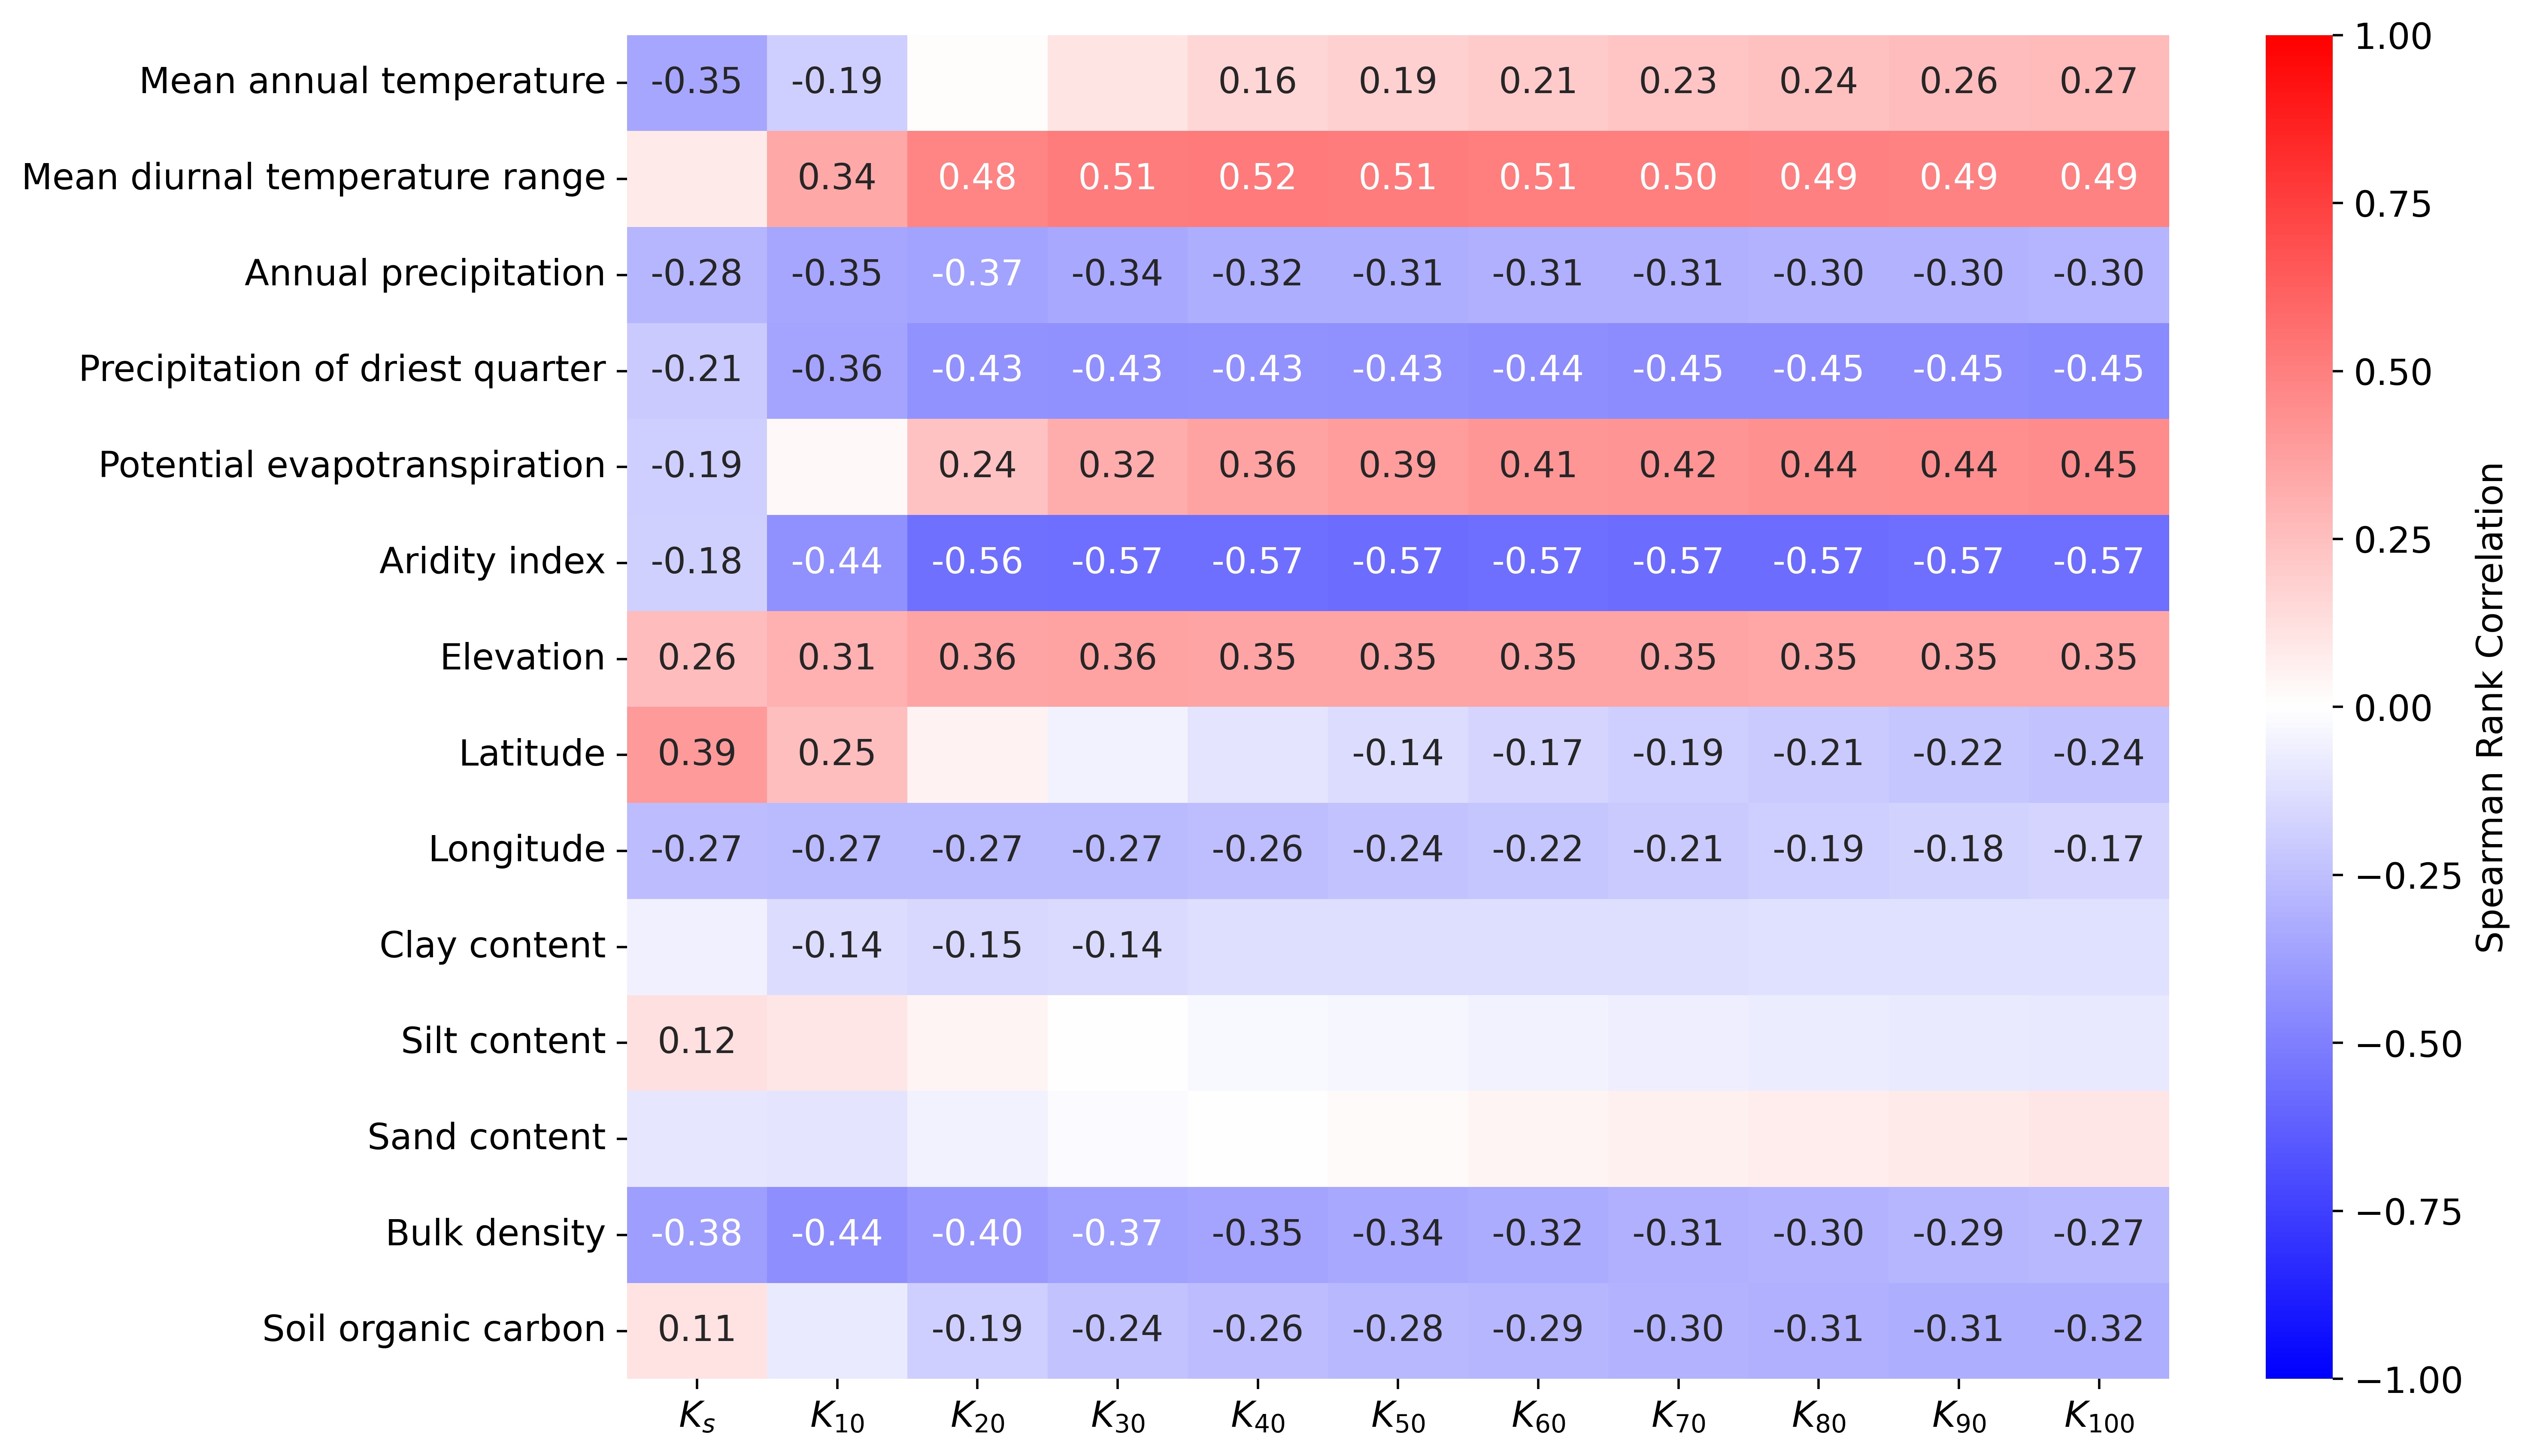 Mean annual temperature -0.35 -0.19 0.16 0.19 0.21 0.23 0.24 0.26 0.27
Mean diurnal temperature range 0.34 0.48 0.51 0.52 0.51 0.51 0.50 0.49 0.49 0.49
Annual precipitation -0.28 -0.35 -0.37 -0.34 -0.32 -0.31 -0.31 -0.31 -0.30 -0.30 -0.30
Precipitation of driest quarter -0.21 -0.36 -0.43 -0.43 -0.43 -0.43 -0.44 -0.45 -0.45 -0.45 -0.45
Potential evapotranspiration -0.19 0.24 0.32 0.36 0.39 0.41 0.42 0.44 0.44 0.45
Aridity index -0.18 -0.44 -0.56 -0.57 -0.57 -0.57 -0.57 -0.57 -0.57 -0.57 -0.57
Elevation 0.26 0.31 0.36 0.36 0.35 0.35 0.35 0.35 0.35 0.35 0.35
Latitude 0.39 0.25 -0.14 -0.17 -0.19 -0.21 -0.22 -0.24
Longitude -0.27 -0.27 -0.27 -0.27 -0.26 -0.24 -0.22 -0.21 -0.19 -0.18 -0.17
Clay content -0.14 -0.15 -0.14
Silt content 0.12
Sand content
Bulk density -0.38 -0.44 -0.40 -0.37 -0.35 -0.34 -0.32 -0.31 -0.30 -0.29 -0.27
Soil organic carbon 0.11 -0.19 -0.24 -0.26 -0.28 -0.29 -0.30 -0.31 -0.31 -0.32
K_s K_10 K_20 K_30 K_40 K_50 K_60 K_70 K_80 K_90 K_100
1.00
0.75
0.50
0.25
0.00
−0.25
−0.50
−0.75
−1.00
Spearman Rank Correlation